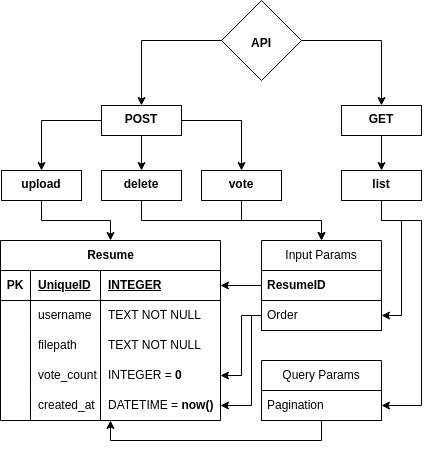 API
POST
GET
upload
delete
vote
list
Resume
PK UniqueID INTEGER
username TEXT NOT NULL
filepath TEXT NOT NULL
vote_count INTEGER = 0
created_at DATETIME = now()
Input Params
ResumeID
Order
Query Params
Pagination